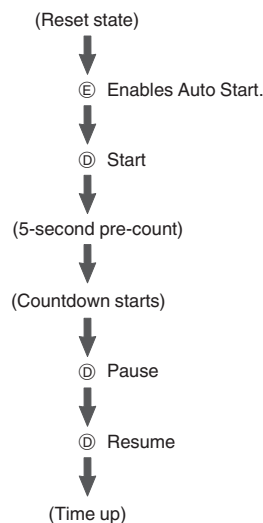 (Reset state)
Ⓔ Enables Auto Start.
Ⓓ Start
(5-second pre-count)
(Countdown starts)
Ⓓ Pause
Ⓓ Resume
(Time up)